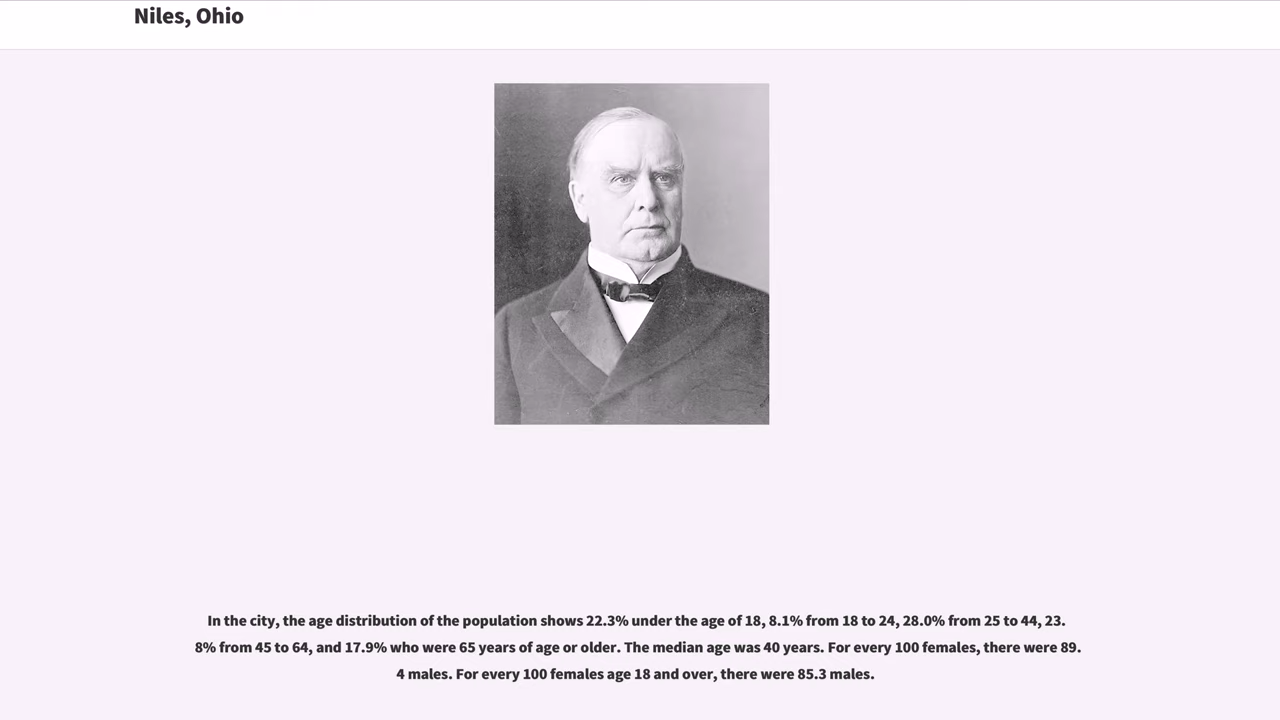 Niles, Ohio
In the city, the age distribution of the population shows 22.3% under the age of 18, 8.1% from 18 to 24, 28.0% from 25 to 44, 23.
8% from 45 to 64, and 17.9% who were 65 years of age or older. The median age was 40 years. For every 100 females, there were 89.
4 males. For every 100 females age 18 and over, there were 85.3 males.